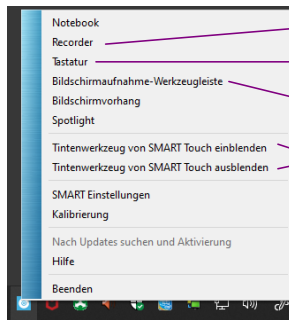 Notebook
Recorder
Tastatur
Bildschirmaufnahme-Werkzeugleiste
Bildschirmvorhang
Spotlight
Tintenwerkzeug von SMART Touch einblenden
Tintenwerkzeug von SMART Touch ausblenden
SMART Einstellungen
Kalibrierung
Nach Updates suchen und Aktivierung
Hilfe
Beenden